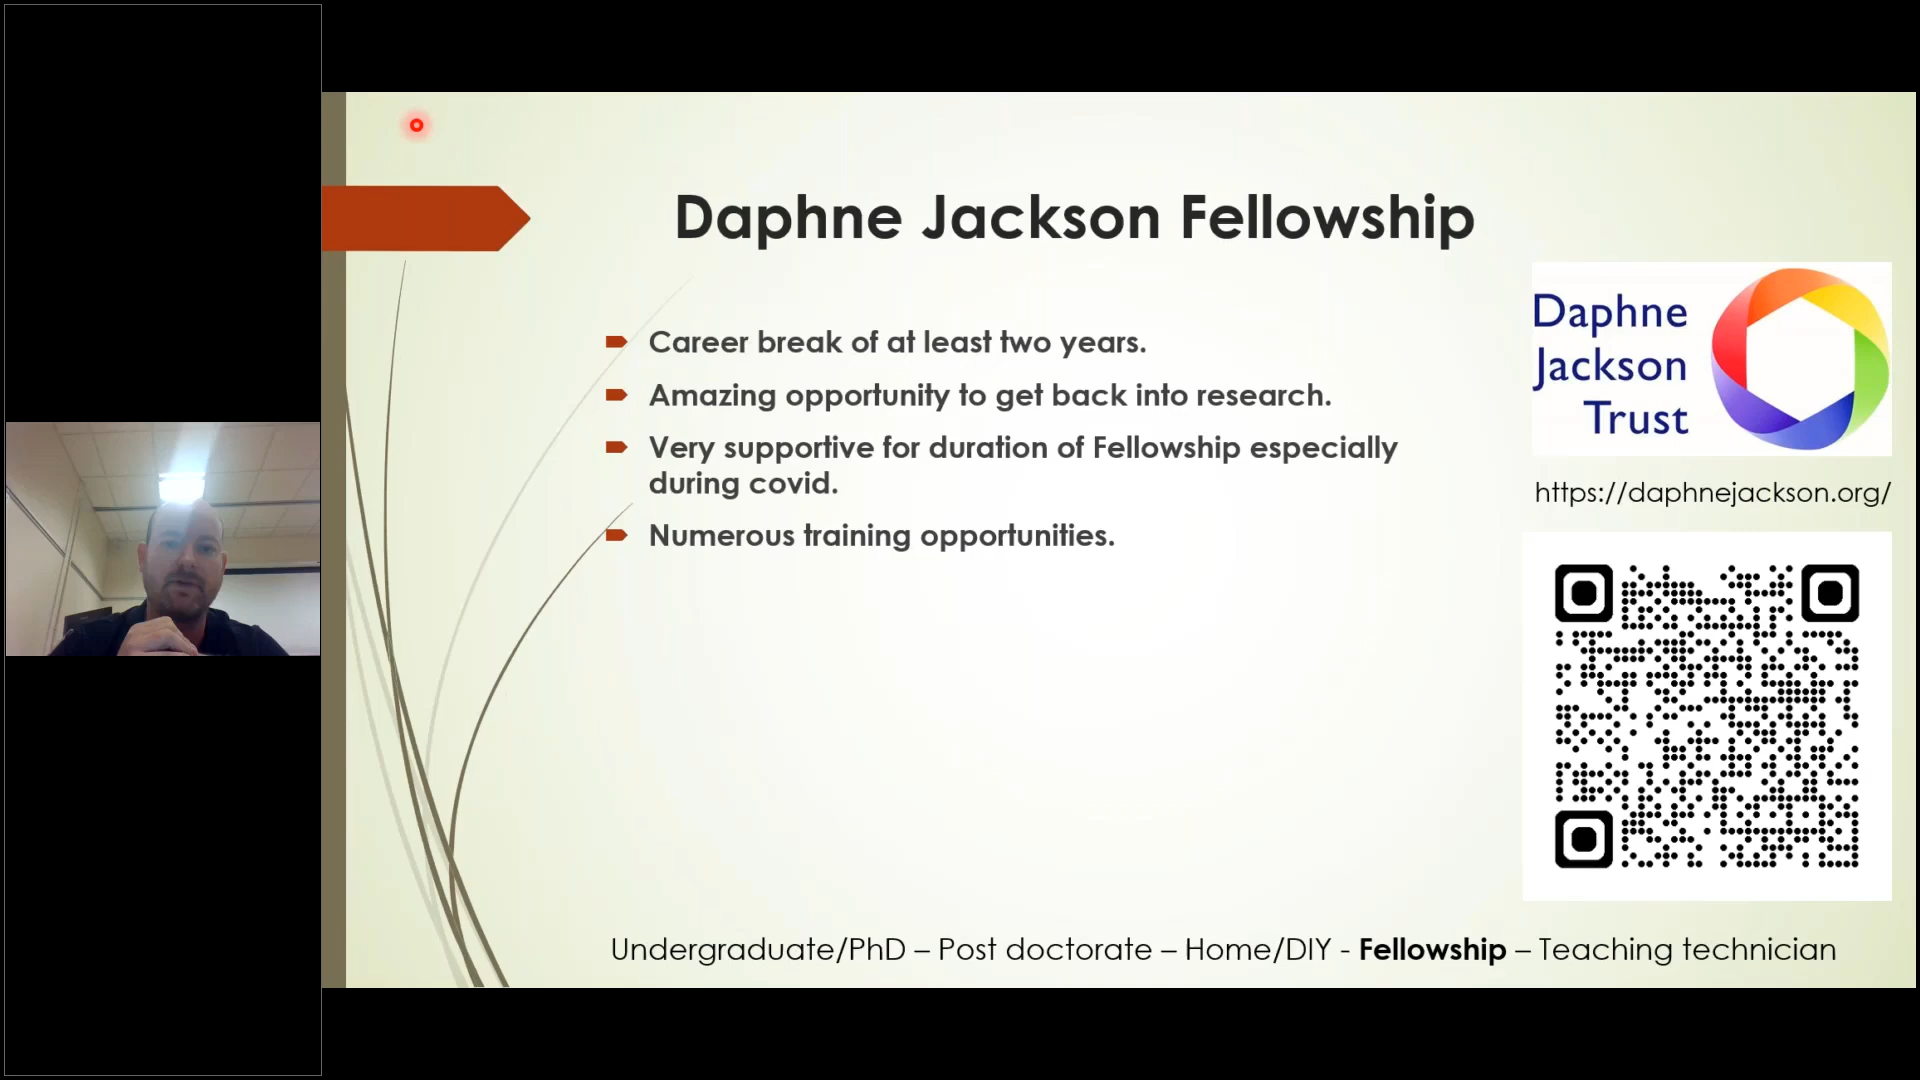 Daphne Jackson Fellowship
Career break of at least two years.
Amazing opportunity to get back into research.
Very supportive for duration of Fellowship especially
during covid.
Numerous training opportunities.
Daphne
Jackson
Trust
https://daphnejackson.org/
Undergraduate/PhD – Post doctorate – Home/DIY - Fellowship – Teaching technician